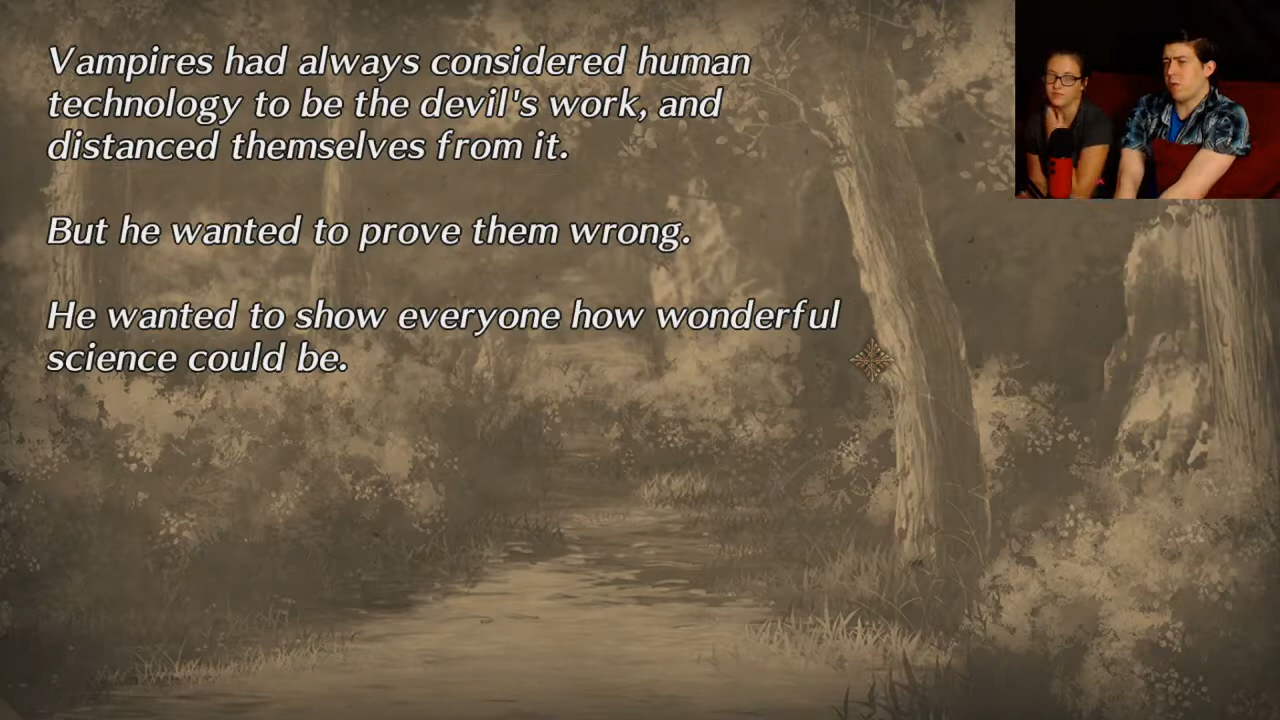 Vampires had always considered human
technology to be the devil's work, and
distanced themselves from it.
But he wanted to prove them wrong.
He wanted to show everyone how wonderful
science could be.